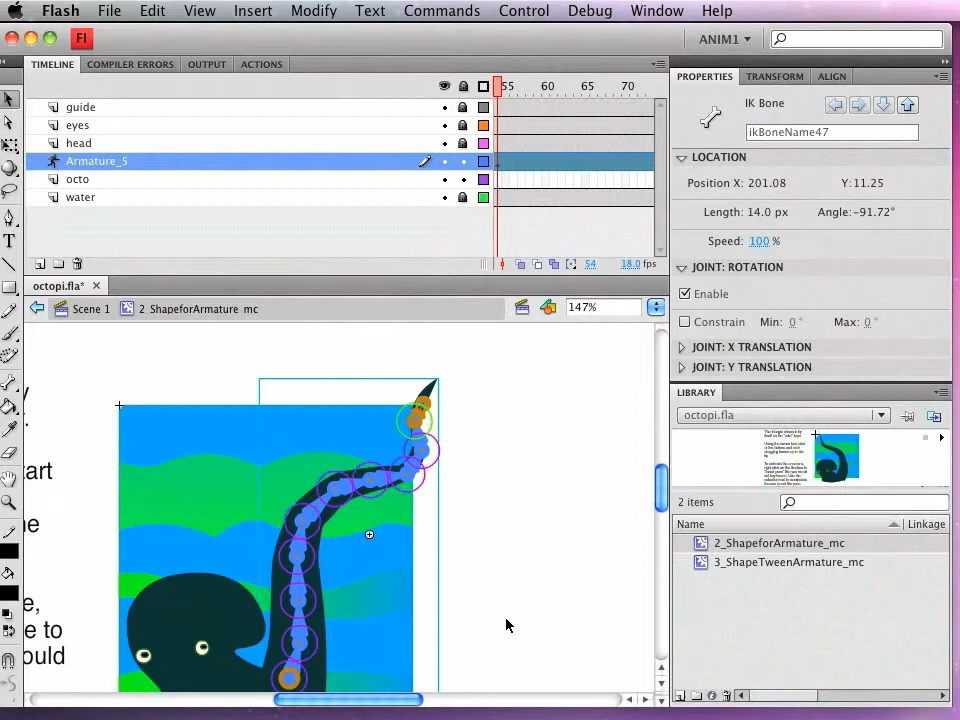 Flash File Edit View Insert Modify Text Commands Control Debug Window Help
Fl ANIM1
TIMELINE COMPILER ERRORS OUTPUT ACTIONS
55 60 65 70
guide
eyes
head
Armature_5
octo
water
54 18.0 fps
octopi.fla*
Scene 1 2 ShapeforArmature mc 147%
start
ne
e,
e to
ould
PROPERTIES TRANSFORM ALIGN
IK Bone
ikBoneName47
LOCATION
Position X: 201.08 Y: 11.25
Length: 14.0 px Angle: -91.72°
Speed: 100 %
JOINT: ROTATION
Enable
Constrain Min: 0° Max: 0°
JOINT: X TRANSLATION
JOINT: Y TRANSLATION
LIBRARY
octopi.fla
2 items
Name Linkage
2_ShapeforArmature_mc
3_ShapeTweenArmature_mc